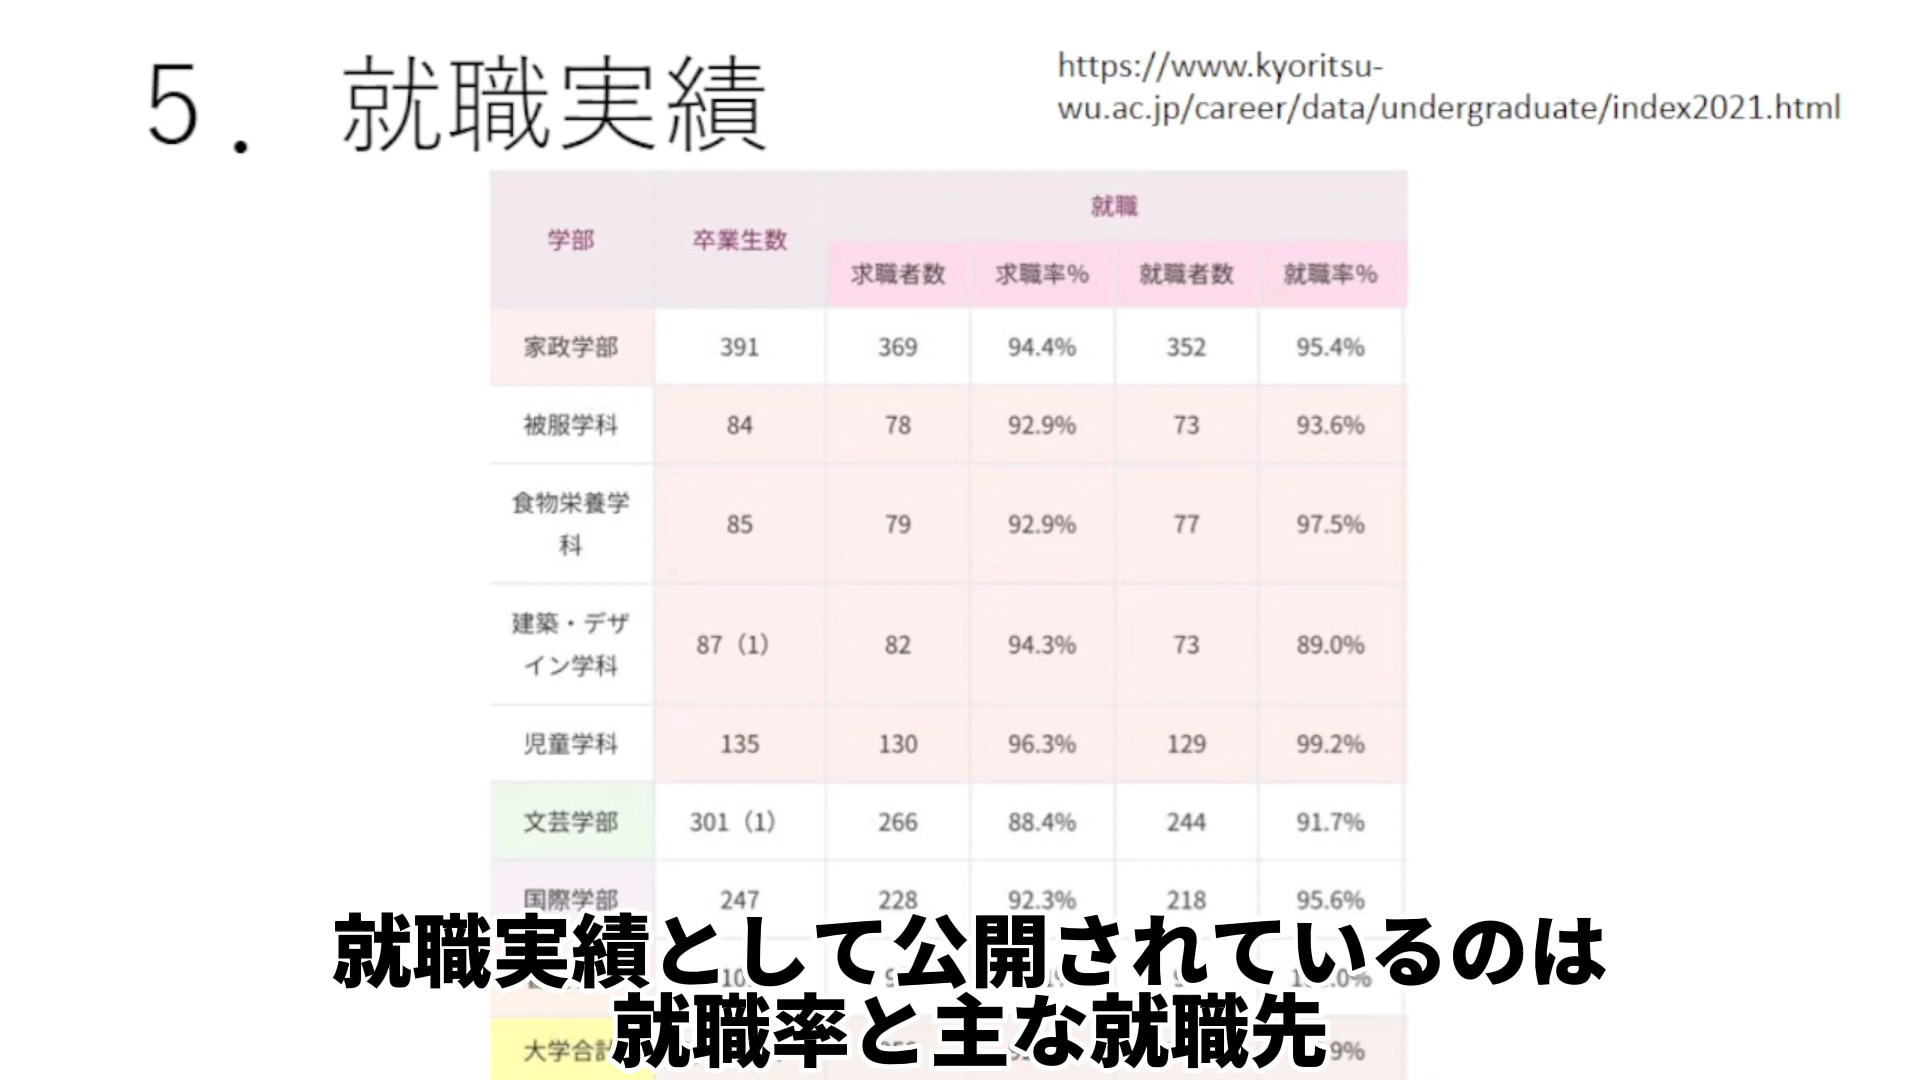 5．就職実績
https://www.kyoritsu-
wu.ac.jp/career/data/undergraduate/index2021.html
学部 卒業生数 就職
求職者数 求職率% 就職者数 就職率%
家政学部 391 369 94.4% 352 95.4%
被服学科 84 78 92.9% 73 93.6%
食物栄養学
科 85 79 92.9% 77 97.5%
建築・デザ
イン学科 87（1） 82 94.3% 73 89.0%
児童学科 135 130 96.3% 129 99.2%
文芸学部 301（1） 266 88.4% 244 91.7%
国際学部 247 228 92.3% 218 95.6%
就職実績として公開されているのは
大学合計
就職率と主な就職先